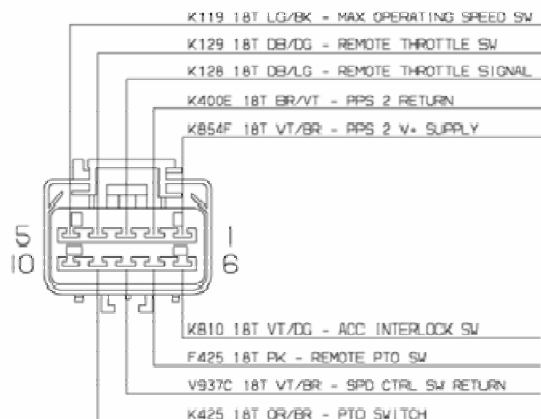 K119 18T LG/BK - MAX OPERATING SPEED SW
K129 18T DB/DG - REMOTE THROTTLE SW
K128 18T DB/LG - REMOTE THROTTLE SIGNAL
K400E 18T BR/VT - PPS 2 RETURN
K854F 18T VT/BR - PPS 2 V+ SUPPLY
5 1
10 6
K810 18T VT/DG - ACC INTERLOCK SW
F425 18T PK - REMOTE PTO SW
V937C 18T VT/BR - SPD CTRL SW RETURN
K425 18T OR/BR - PTO SWITCH